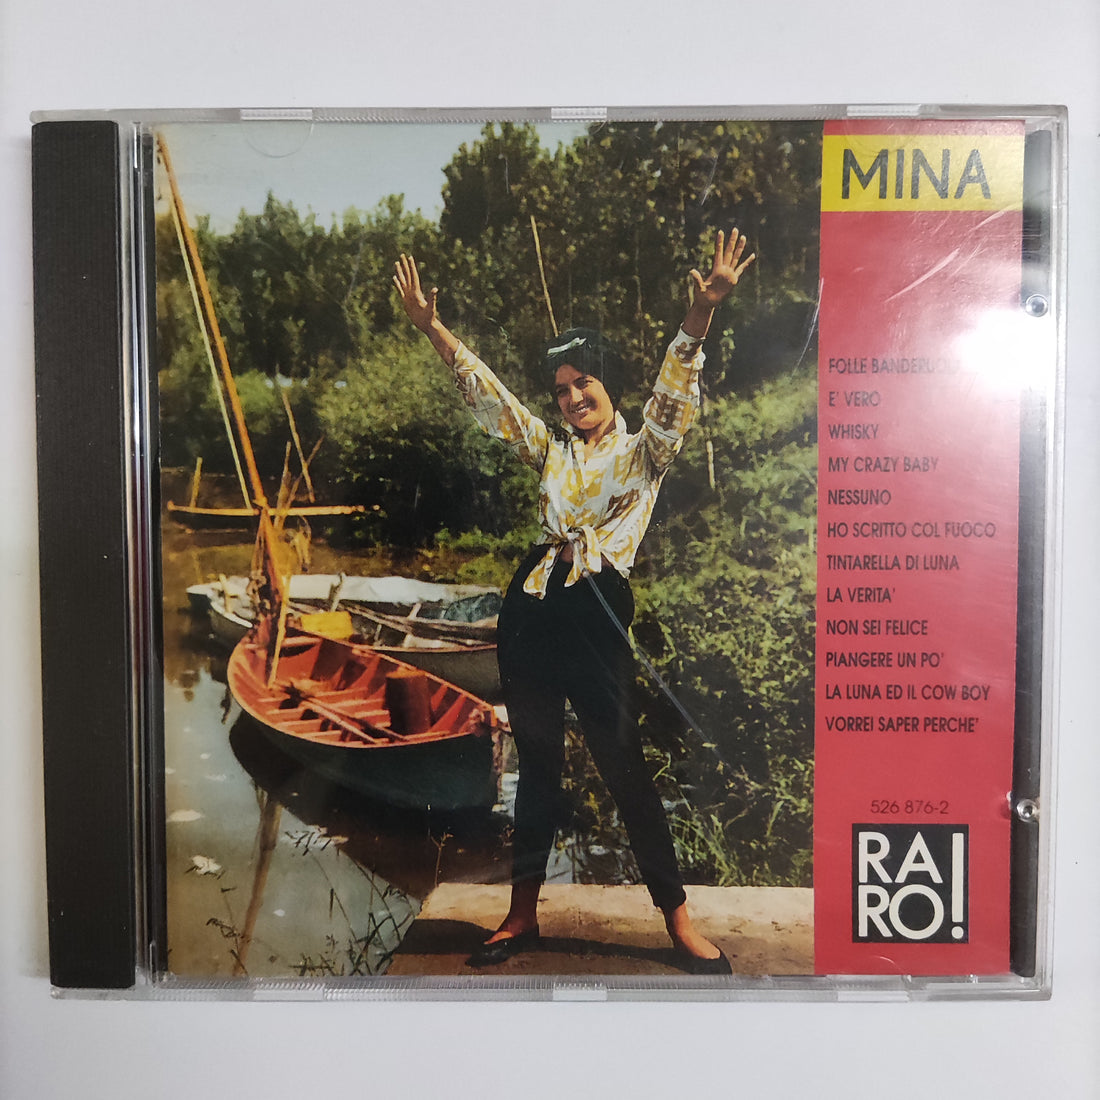 MINA
FOLLE
E' VERO
WHISKY
MY CRAZY BABY
NESSUNO
HO SCRITTO COL FUOCO
TINTARELLA DI LUNA
LA VERITA'
NON SEI FELICE
PIANGERE UN PO'
LA LUNA ED IL COW BOY
VORREI SAPER PERCHE'
526 876-2
RA
RO!